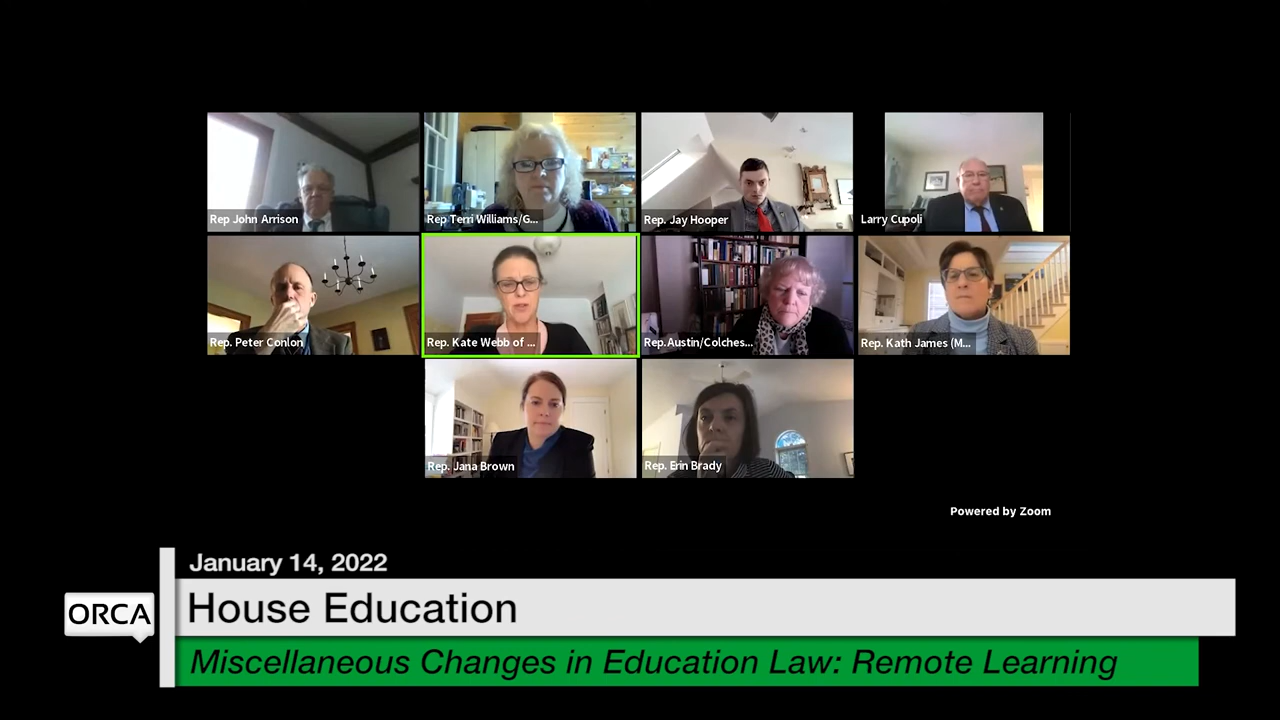 Rep John Arrison
Rep Terri Williams/G...
Rep. Jay Hooper
Larry Cupoli
Rep. Peter Conlon
Rep. Kate Webb of ...
Rep.Austin/Colches...
Rep. Kath James (M...
Rep. Jana Brown
Rep. Erin Brady
Powered by Zoom
January 14, 2022
ORCA
House Education
Miscellaneous Changes in Education Law: Remote Learning